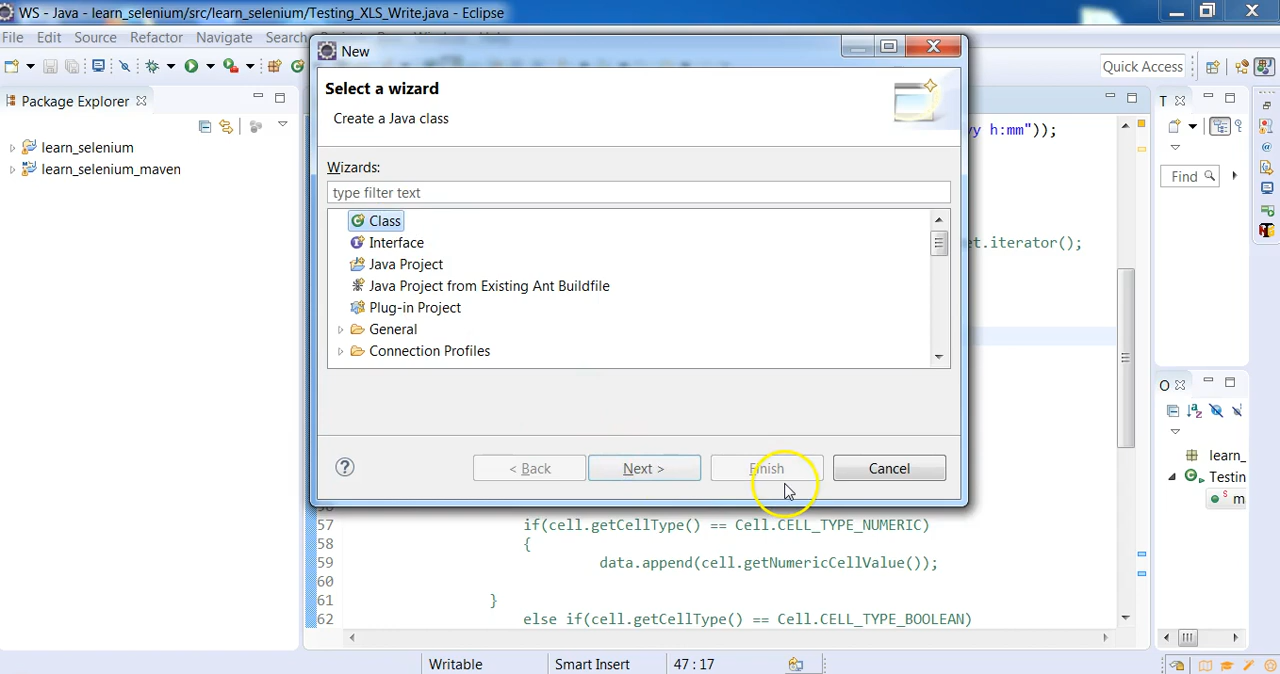 WS - Java - learn_selenium/src/learn_selenium/Testing_XLS_Write.java - Eclipse
File Edit Source Refactor Navigate Search
New
Quick Access
Select a wizard
Create a Java class
Package Explorer
T
yy h:mm"));
learn_selenium
learn_selenium_maven
Wizards:
type filter text
Find
Class
Interface
et.iterator();
Java Project
Java Project from Existing Ant Buildfile
Plug-in Project
General
Connection Profiles
O
< Back
Next >
Finish
Cancel
learn_
Testin
m
57 if(cell.getCellType() == Cell.CELL_TYPE_NUMERIC)
58 {
59 data.append(cell.getNumericCellValue());
60
61 }
62 else if(cell.getCellType() == Cell.CELL_TYPE_BOOLEAN)
Writable
Smart Insert
47 : 17